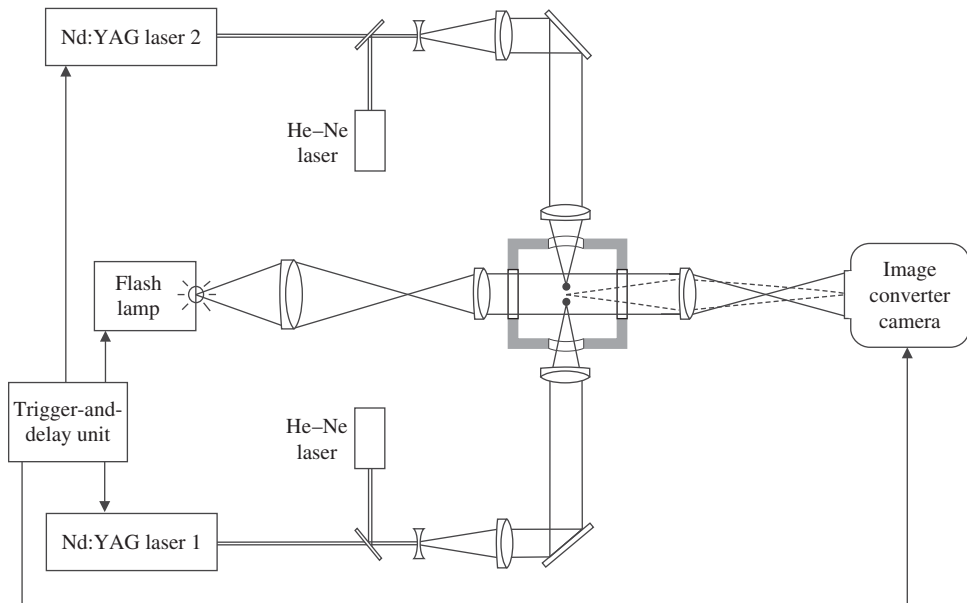 Nd:YAG laser 2
He–Ne
laser
Flash
lamp
Image
converter
camera
Trigger-and-
delay unit
He–Ne
laser
Nd:YAG laser 1